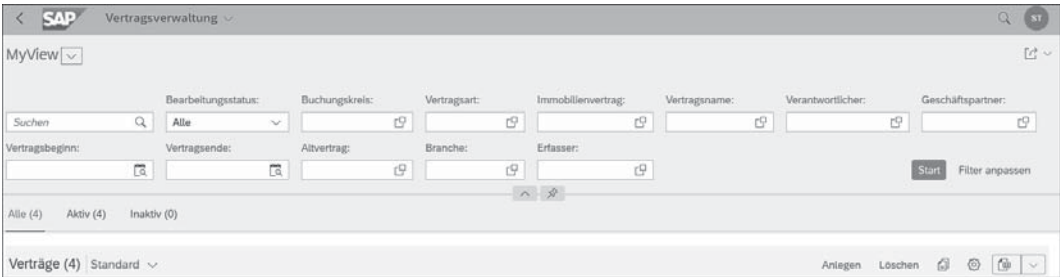 SAP Vertragsverwaltung ST
MyView
Bearbeitungsstatus: Buchungskreis: Vertragsart: Immobilienvertrag: Vertragsname: Verantwortlicher: Geschäftspartner:
Suchen Alle
Vertragsbeginn: Vertragsende: Altvertrag: Branche: Erfasser:
Start Filter anpassen
Alle (4) Aktiv (4) Inaktiv (0)
Verträge (4) Standard Anlegen Löschen